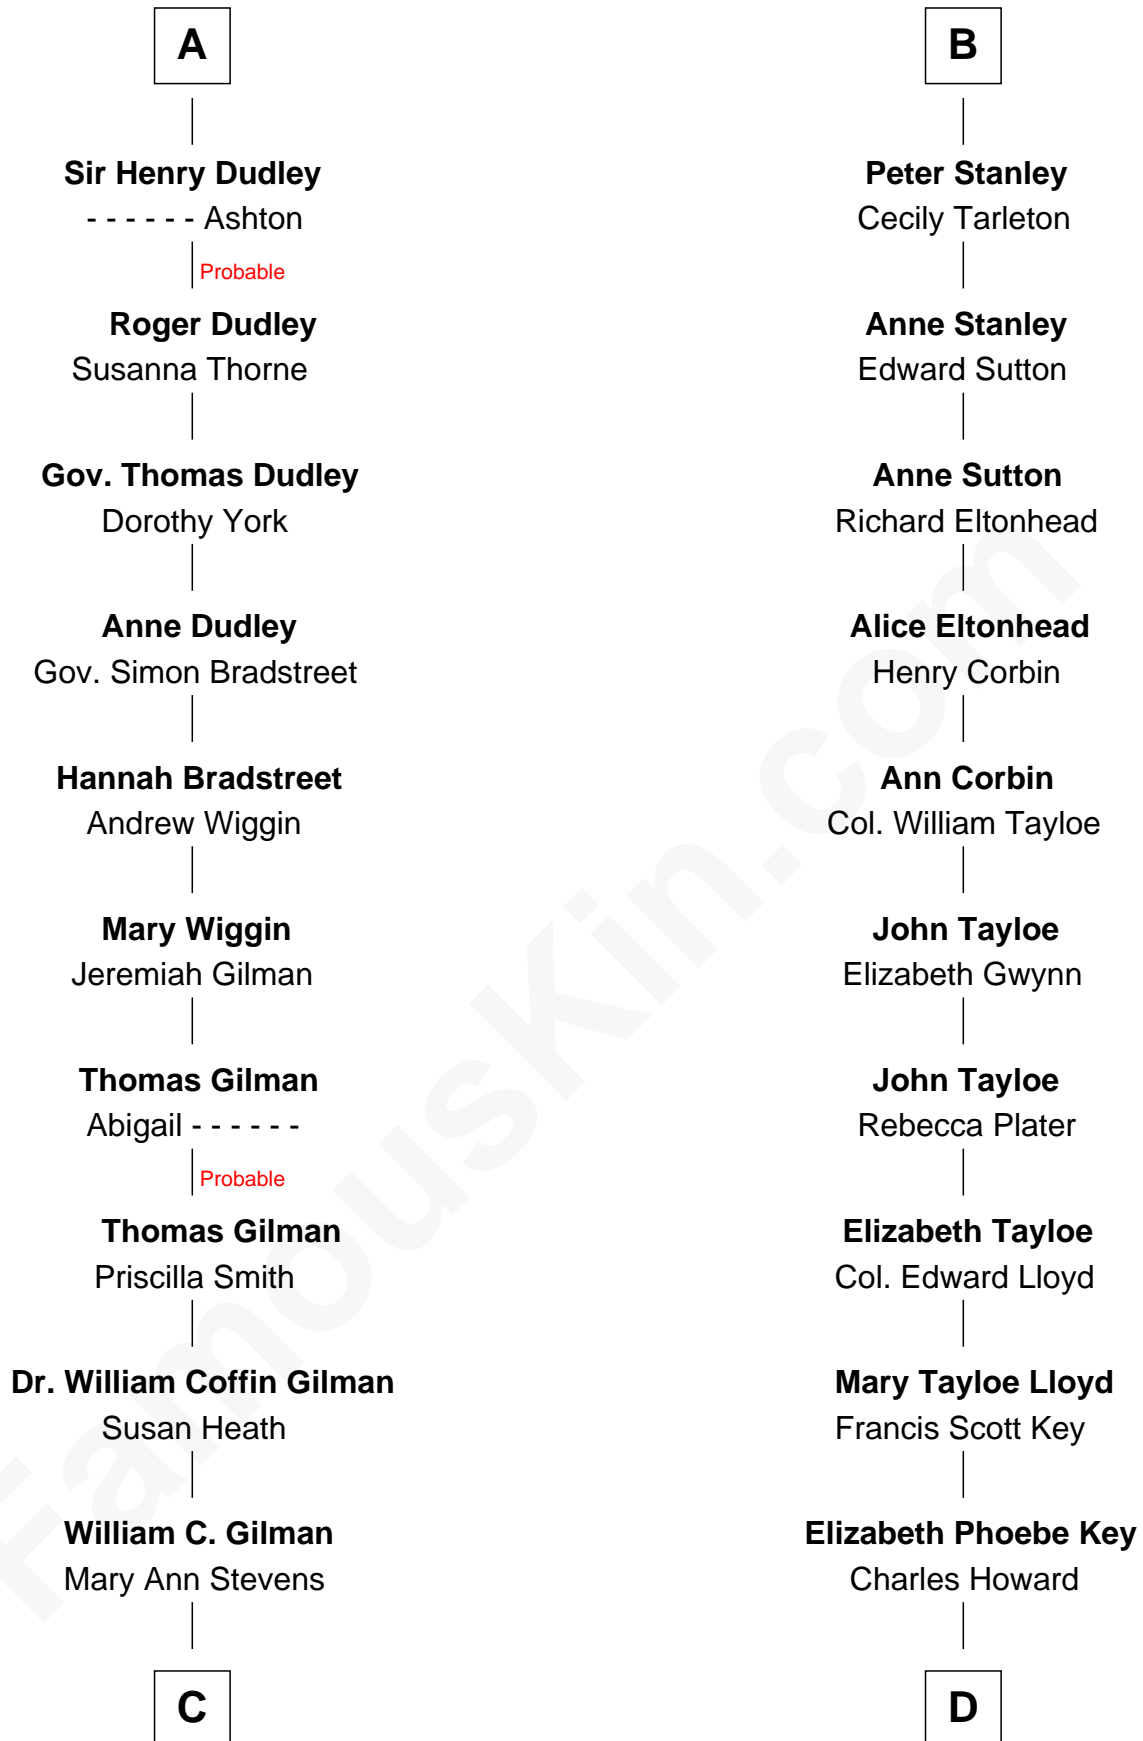 A
Sir Henry Dudley
- - - - - - Ashton
Probable
Roger Dudley
Susanna Thorne
Gov. Thomas Dudley
Dorothy York
Anne Dudley
Gov. Simon Bradstreet
Hannah Bradstreet
Andrew Wiggin
Mary Wiggin
Jeremiah Gilman
Thomas Gilman
Abigail - - - - - -
Probable
Thomas Gilman
Priscilla Smith
Dr. William Coffin Gilman
Susan Heath
William C. Gilman
Mary Ann Stevens
C
B
Peter Stanley
Cecily Tarleton
Anne Stanley
Edward Sutton
Anne Sutton
Richard Eltonhead
Alice Eltonhead
Henry Corbin
Ann Corbin
Col. William Tayloe
John Tayloe
Elizabeth Gwynn
John Tayloe
Rebecca Plater
Elizabeth Tayloe
Col. Edward Lloyd
Mary Tayloe Lloyd
Francis Scott Key
Elizabeth Phoebe Key
Charles Howard
D
FamousKin.com